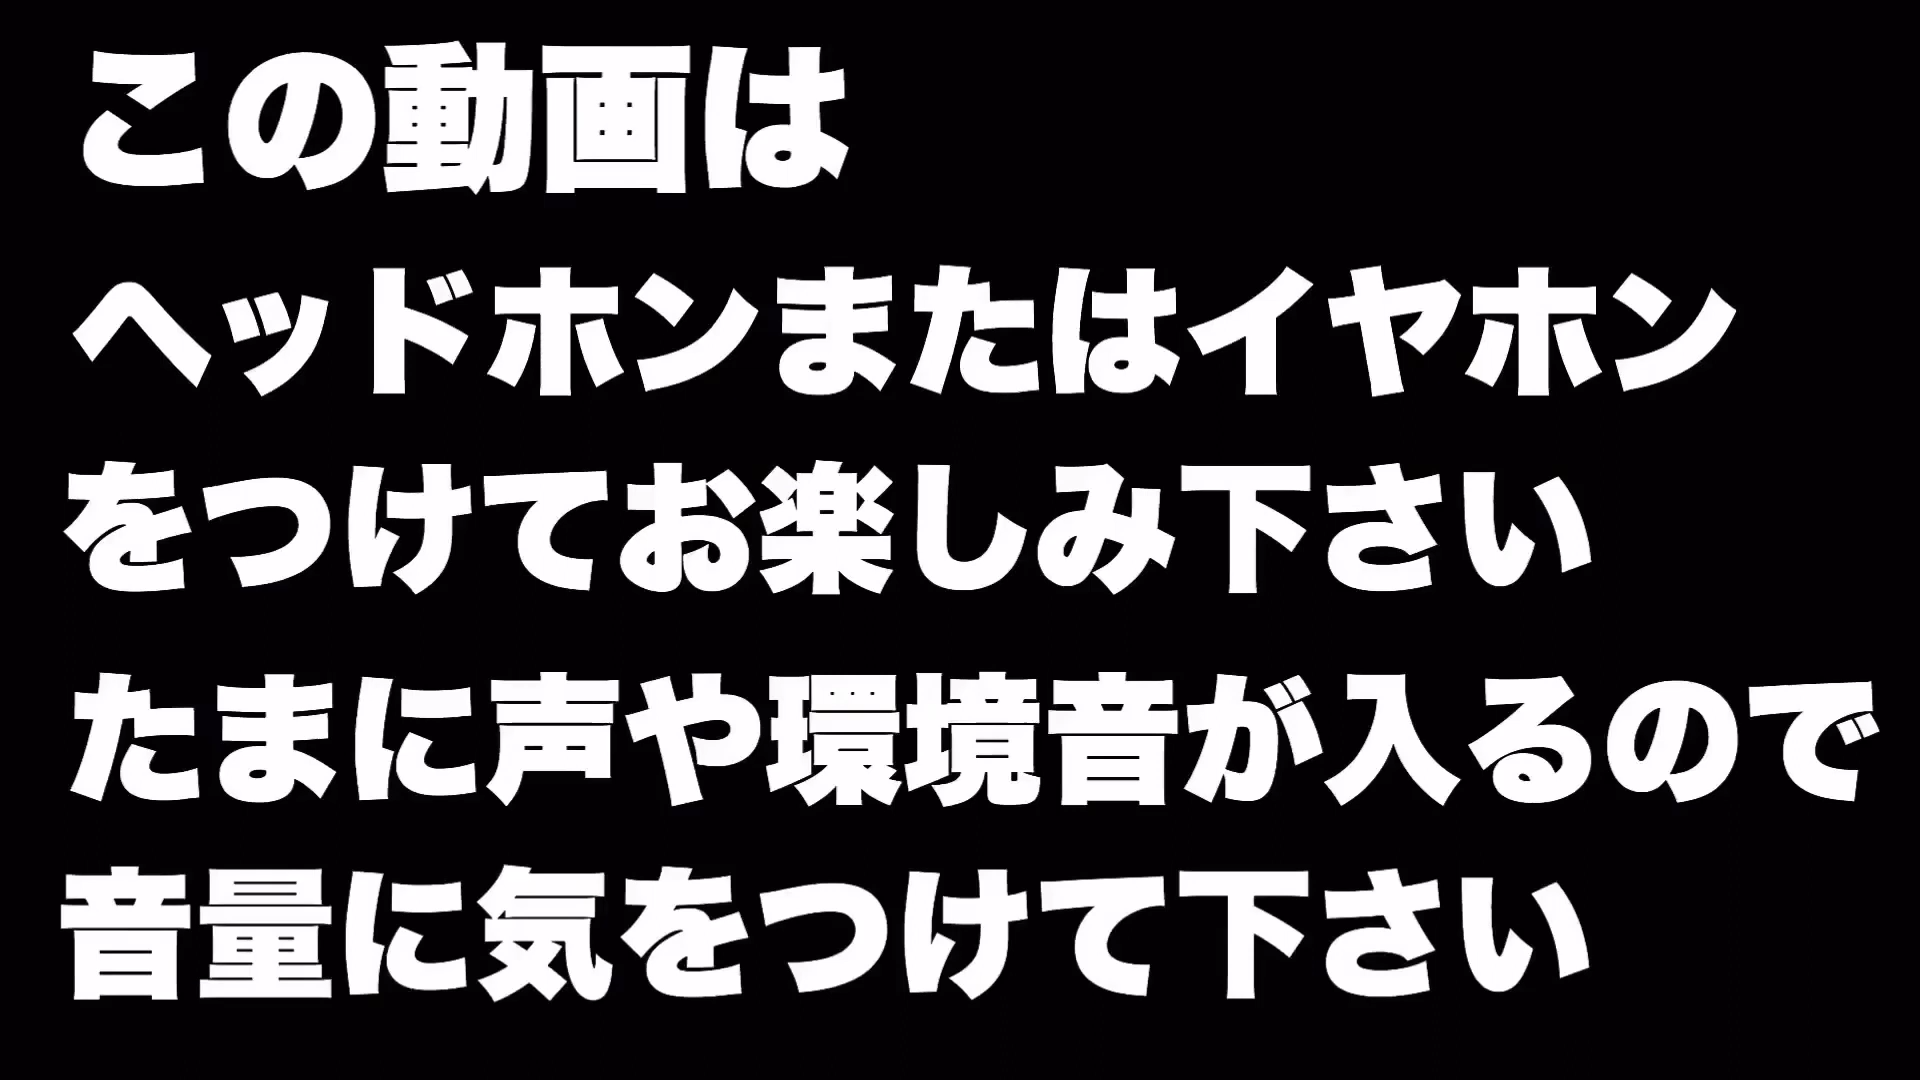 この動画は
ヘッドホンまたはイヤホン
をつけてお楽しみ下さい
たまに声や環境音が入るので
音量に気をつけて下さい